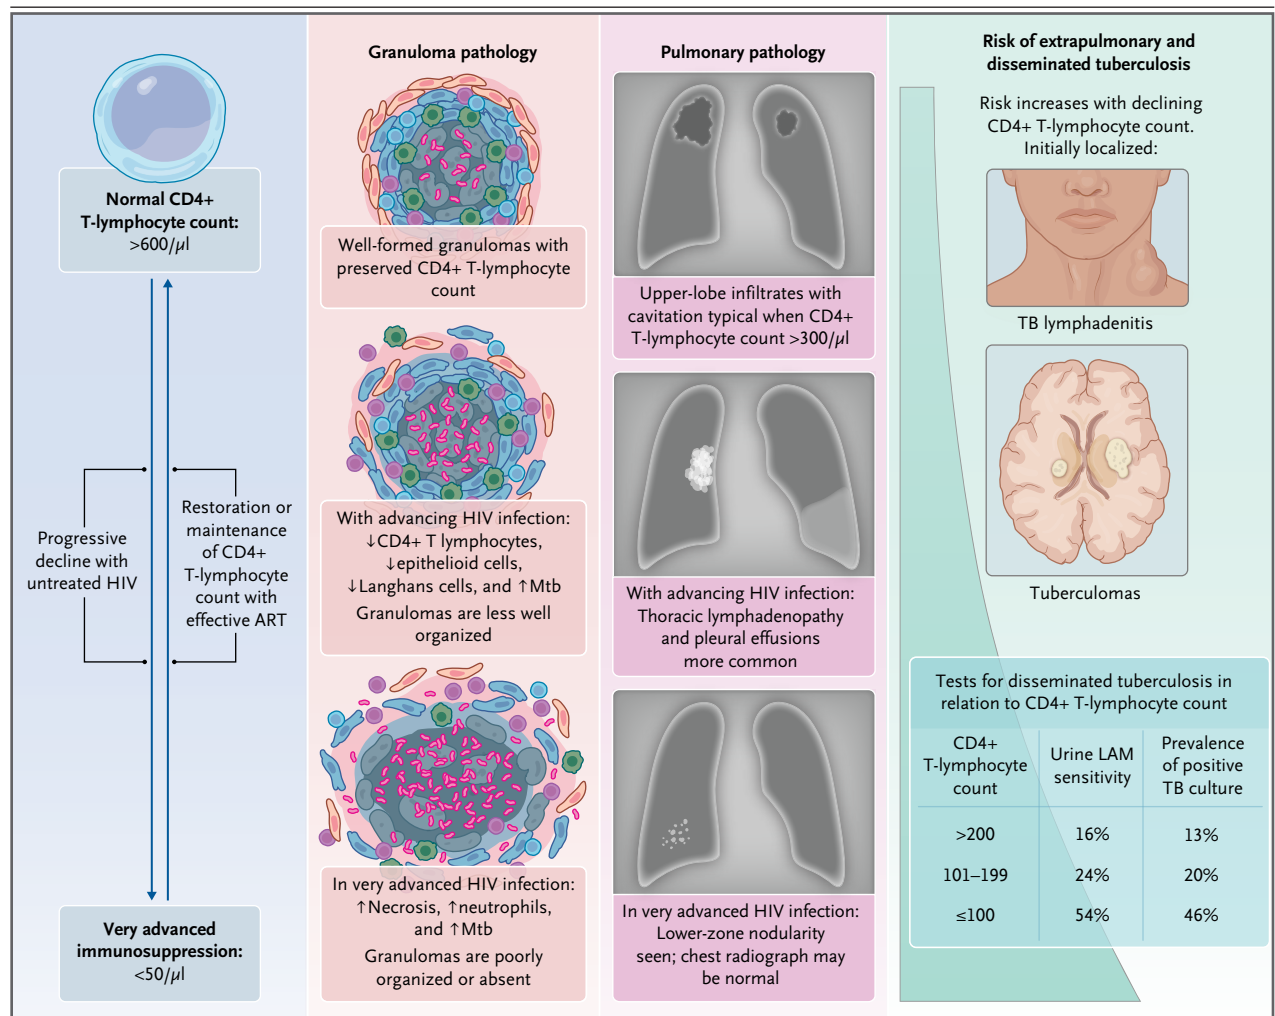 Normal CD4+
T-lymphocyte count:
>600/µl
Progressive
decline with
untreated HIV
Restoration or
maintenance
of CD4+
T-lymphocyte
count with
effective ART
Very advanced
immunosuppression:
<50/µl
Granuloma pathology
Well-formed granulomas with
preserved CD4+ T-lymphocyte
count
With advancing HIV infection:
↓CD4+ T lymphocytes,
↓epithelioid cells,
↓Langhans cells, and ↑Mtb
Granulomas are less well
organized
In very advanced HIV infection:
↑Necrosis, ↑neutrophils,
and ↑Mtb
Granulomas are poorly
organized or absent
Pulmonary pathology
Upper-lobe infiltrates with
cavitation typical when CD4+
T-lymphocyte count >300/µl
With advancing HIV infection:
Thoracic lymphadenopathy
and pleural effusions
more common
In very advanced HIV infection:
Lower-zone nodularity
seen; chest radiograph may
be normal
Risk of extrapulmonary and
disseminated tuberculosis
Risk increases with declining
CD4+ T-lymphocyte count.
Initially localized:
TB lymphadenitis
Tuberculomas
Tests for disseminated tuberculosis in
relation to CD4+ T-lymphocyte count
CD4+
T-lymphocyte
count
Urine LAM
sensitivity
Prevalence
of positive
TB culture
>200 16% 13%
101–199 24% 20%
≤100 54% 46%